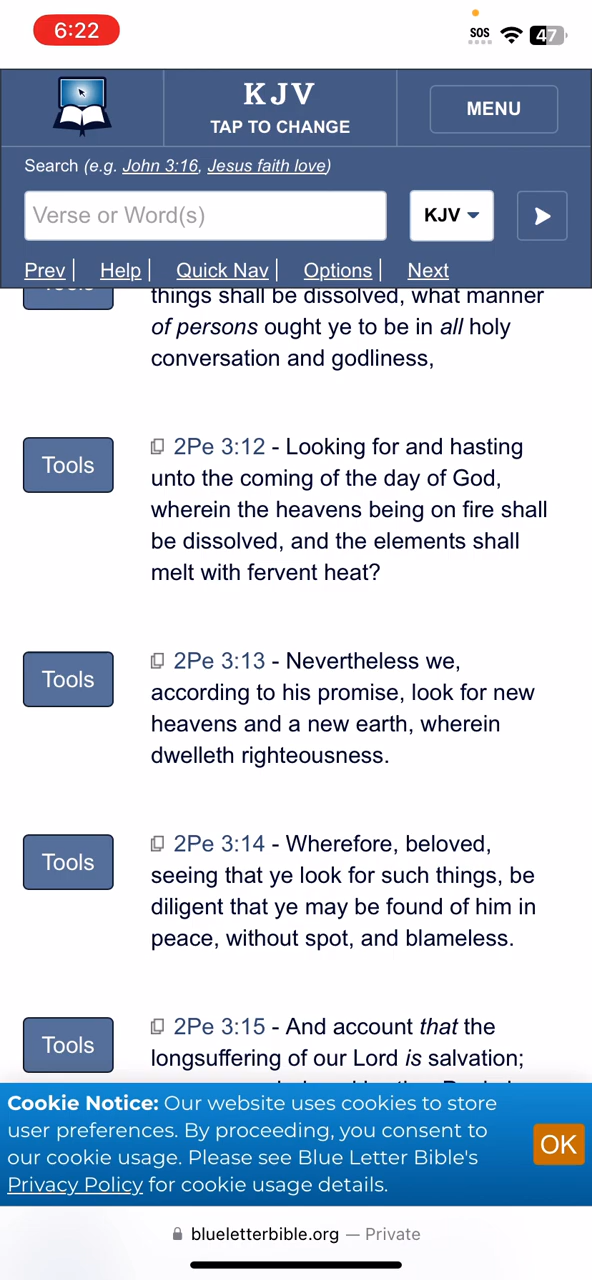 6:22
SOS
47
KJV
TAP TO CHANGE
MENU
Search (e.g. John 3:16, Jesus faith love)
Verse or Word(s)
KJV
Prev | Help | Quick Nav | Options | Next
Tools
things shall be dissolved, what manner
of persons ought ye to be in all holy
conversation and godliness,
Tools
2Pe 3:12 - Looking for and hasting
unto the coming of the day of God,
wherein the heavens being on fire shall
be dissolved, and the elements shall
melt with fervent heat?
Tools
2Pe 3:13 - Nevertheless we,
according to his promise, look for new
heavens and a new earth, wherein
dwelleth righteousness.
Tools
2Pe 3:14 - Wherefore, beloved,
seeing that ye look for such things, be
diligent that ye may be found of him in
peace, without spot, and blameless.
Tools
2Pe 3:15 - And account that the
longsuffering of our Lord is salvation;
Cookie Notice: Our website uses cookies to store
user preferences. By proceeding, you consent to
our cookie usage. Please see Blue Letter Bible's
Privacy Policy for cookie usage details.
OK
blueletterbible.org — Private